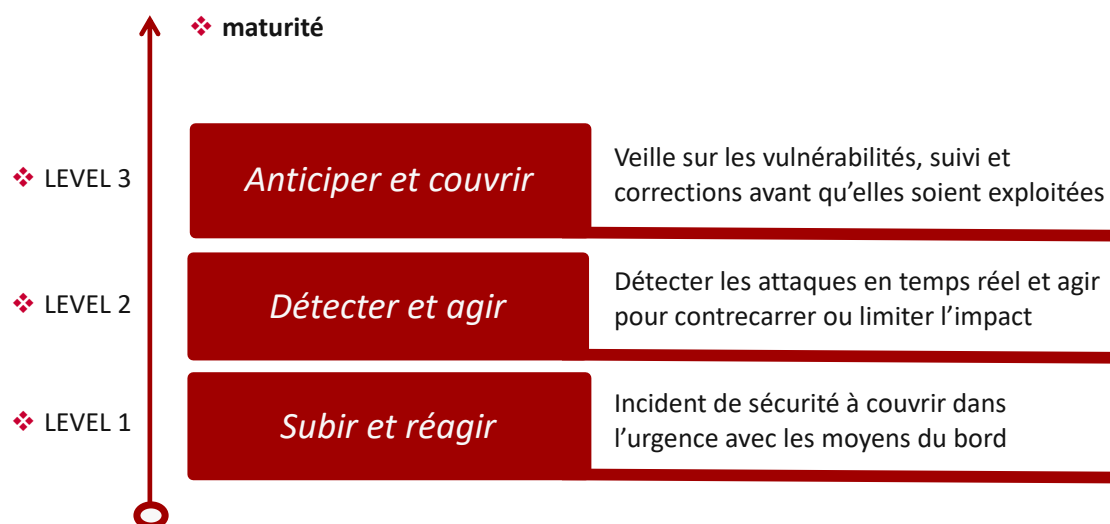 maturité
LEVEL 3
Anticiper et couvrir
Veille sur les vulnérabilités, suivi et
corrections avant qu’elles soient exploitées
LEVEL 2
Détecter et agir
Détecter les attaques en temps réel et agir
pour contrecarrer ou limiter l’impact
LEVEL 1
Subir et réagir
Incident de sécurité à couvrir dans
l’urgence avec les moyens du bord